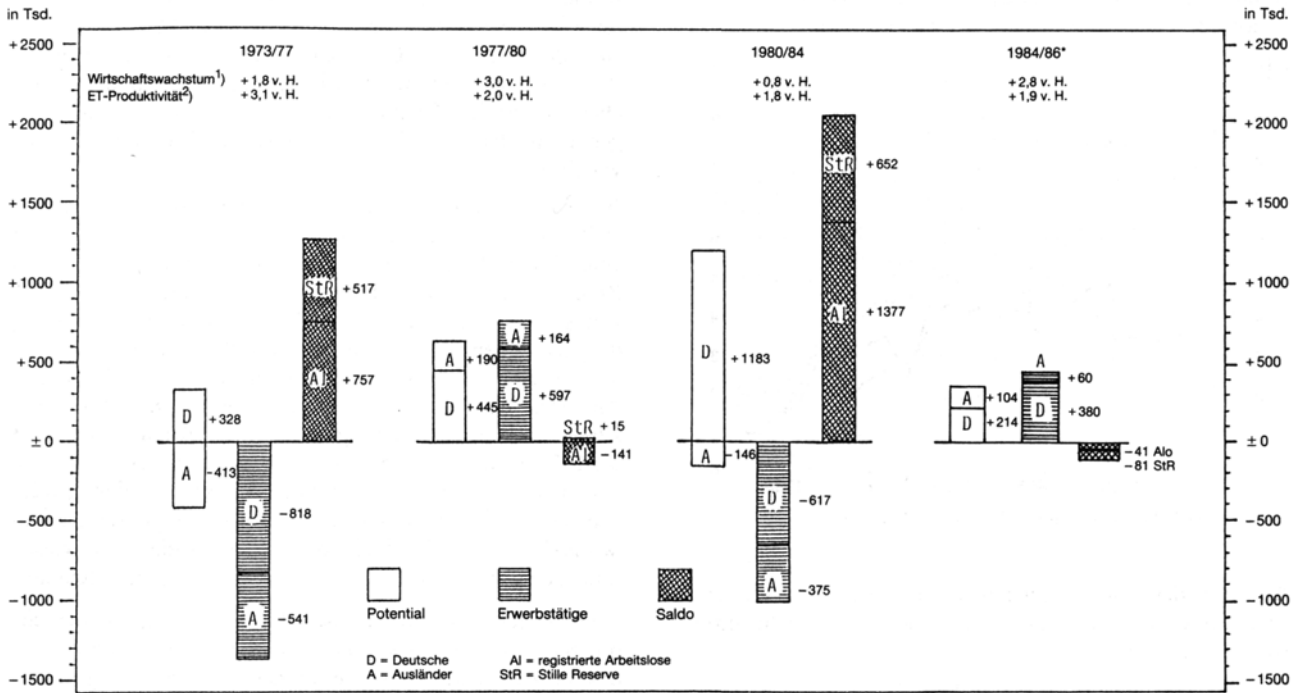 in Tsd. in Tsd.
+2500 +2500
1973/77 1977/80 1980/84 1984/86*
Wirtschaftswachstum1) +1,8 v. H. +3,0 v. H. +0,8 v. H. +2,8 v. H.
ET-Produktivität2) +3,1 v. H. +2,0 v. H. +1,8 v. H. +1,9 v. H.
+2000 +2000
StR +652
+1500 +1500
+1000 +1000
StR +517
Al +1377
D +1183
+500 +500
A +190 A +164 A +60
Al +757 A +104
D +445 D +597 D +380
D +328 D +214
StR +15
±0 ±0
Al −141 A −146 −41 Alo
A −413 −81 StR
D −818 D −617
−500 −500
A −375
−1000 −1000
A −541
Potential Erwerbstätige Saldo
D = Deutsche Al = registrierte Arbeitslose
A = Ausländer StR = Stille Reserve
−1500 −1500